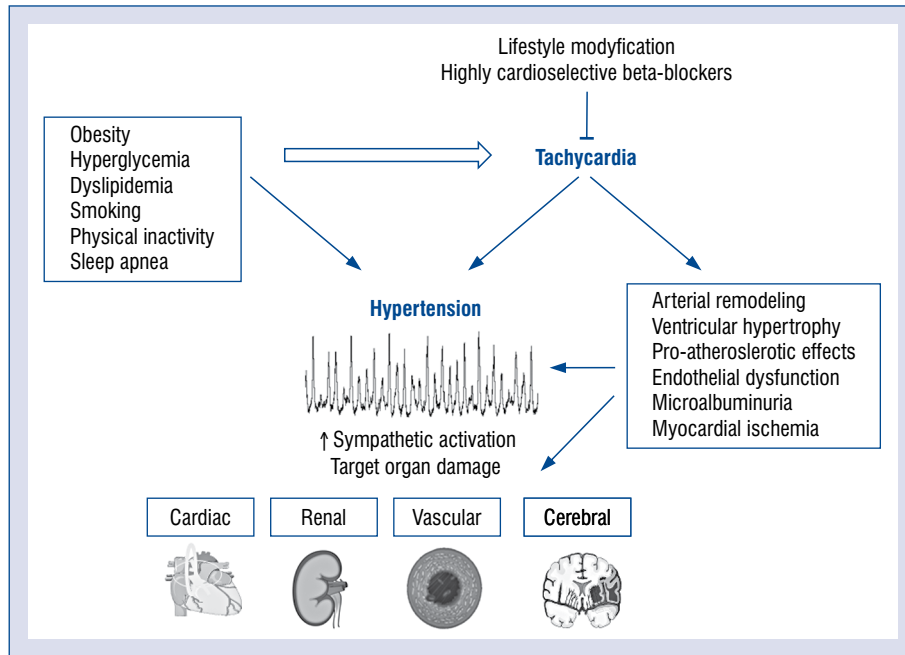 Lifestyle modyfication
Highly cardioselective beta-blockers
Obesity
Hyperglycemia
Dyslipidemia
Smoking
Physical inactivity
Sleep apnea
Tachycardia
Hypertension
Arterial remodeling
Ventricular hypertrophy
Pro-atheroslerotic effects
Endothelial dysfunction
Microalbuminuria
Myocardial ischemia
↑ Sympathetic activation
Target organ damage
Cardiac
Renal
Vascular
Cerebral